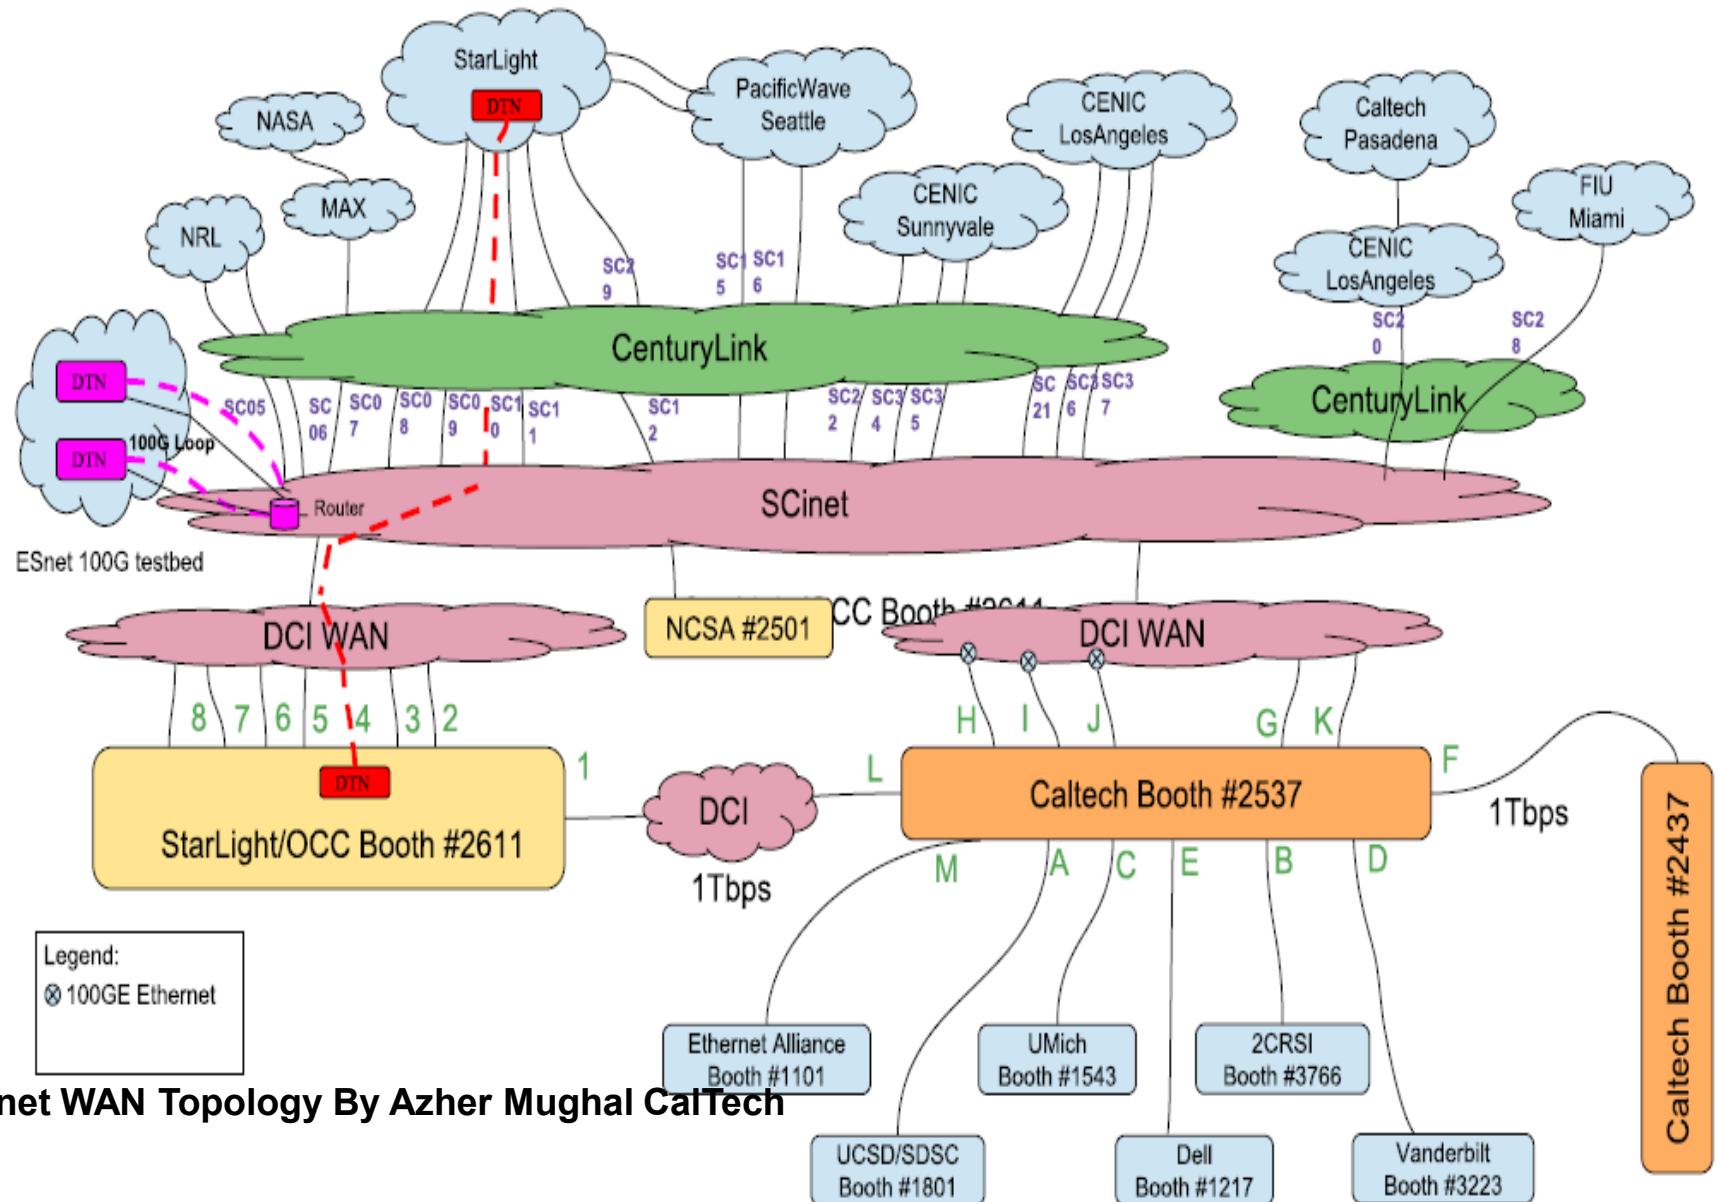 StarLight
DTN
PacificWave
Seattle
CENIC
LosAngeles
Caltech
Pasadena
NASA
MAX
NRL
CENIC
Sunnyvale
FIU
Miami
CENIC
LosAngeles
SC2
9
SC1
5
SC1
6
SC2
0
SC2
8
CenturyLink
CenturyLink
DTN
DTN
100G Loop
SC05
SC
06
SC0
7
SC0
8
SC0
9
SC1
0
SC1
1
SC1
2
SC2
2
SC3
4
SC3
5
SC
21
SC3
6
SC3
7
Router
SCinet
ESnet 100G testbed
DCI WAN
NCSA #2501
CC Booth #2611
DCI WAN
8
7
6
5
4
3
2
H
I
J
G
K
DTN
StarLight/OCC Booth #2611
1
DCI
1Tbps
L
Caltech Booth #2537
F
1Tbps
Caltech Booth #2437
M
A
C
E
B
D
Legend:
100GE Ethernet
Ethernet Alliance
Booth #1101
UMich
Booth #1543
2CRSI
Booth #3766
net WAN Topology By Azher Mughal CalTech
UCSD/SDSC
Booth #1801
Dell
Booth #1217
Vanderbilt
Booth #3223